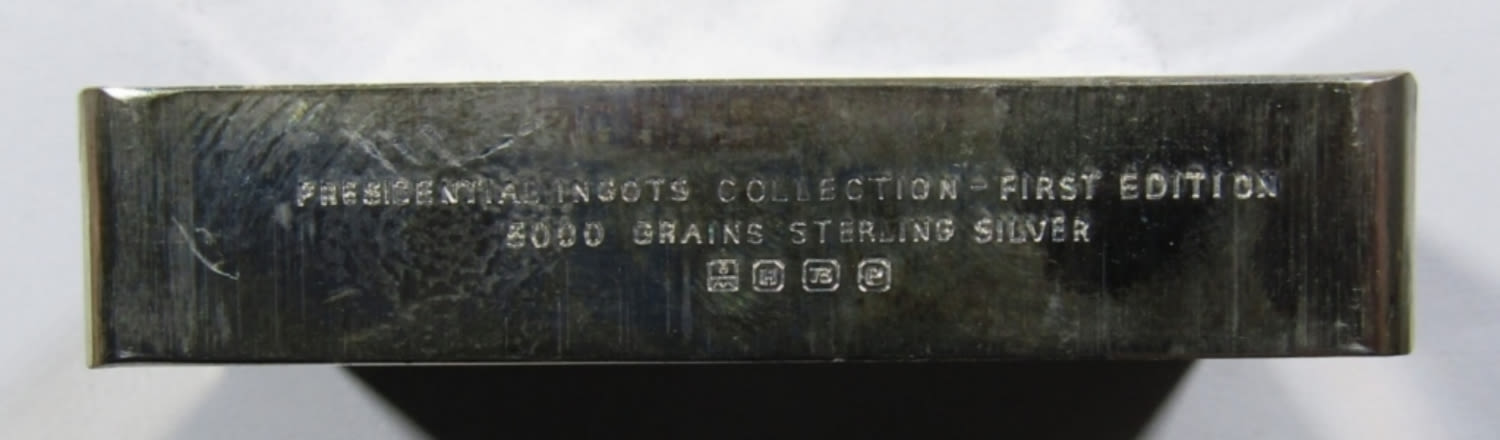 PRESIDENTIAL INGOTS COLLECTION - FIRST EDITION
5000 GRAINS STERLING SILVER
H B P